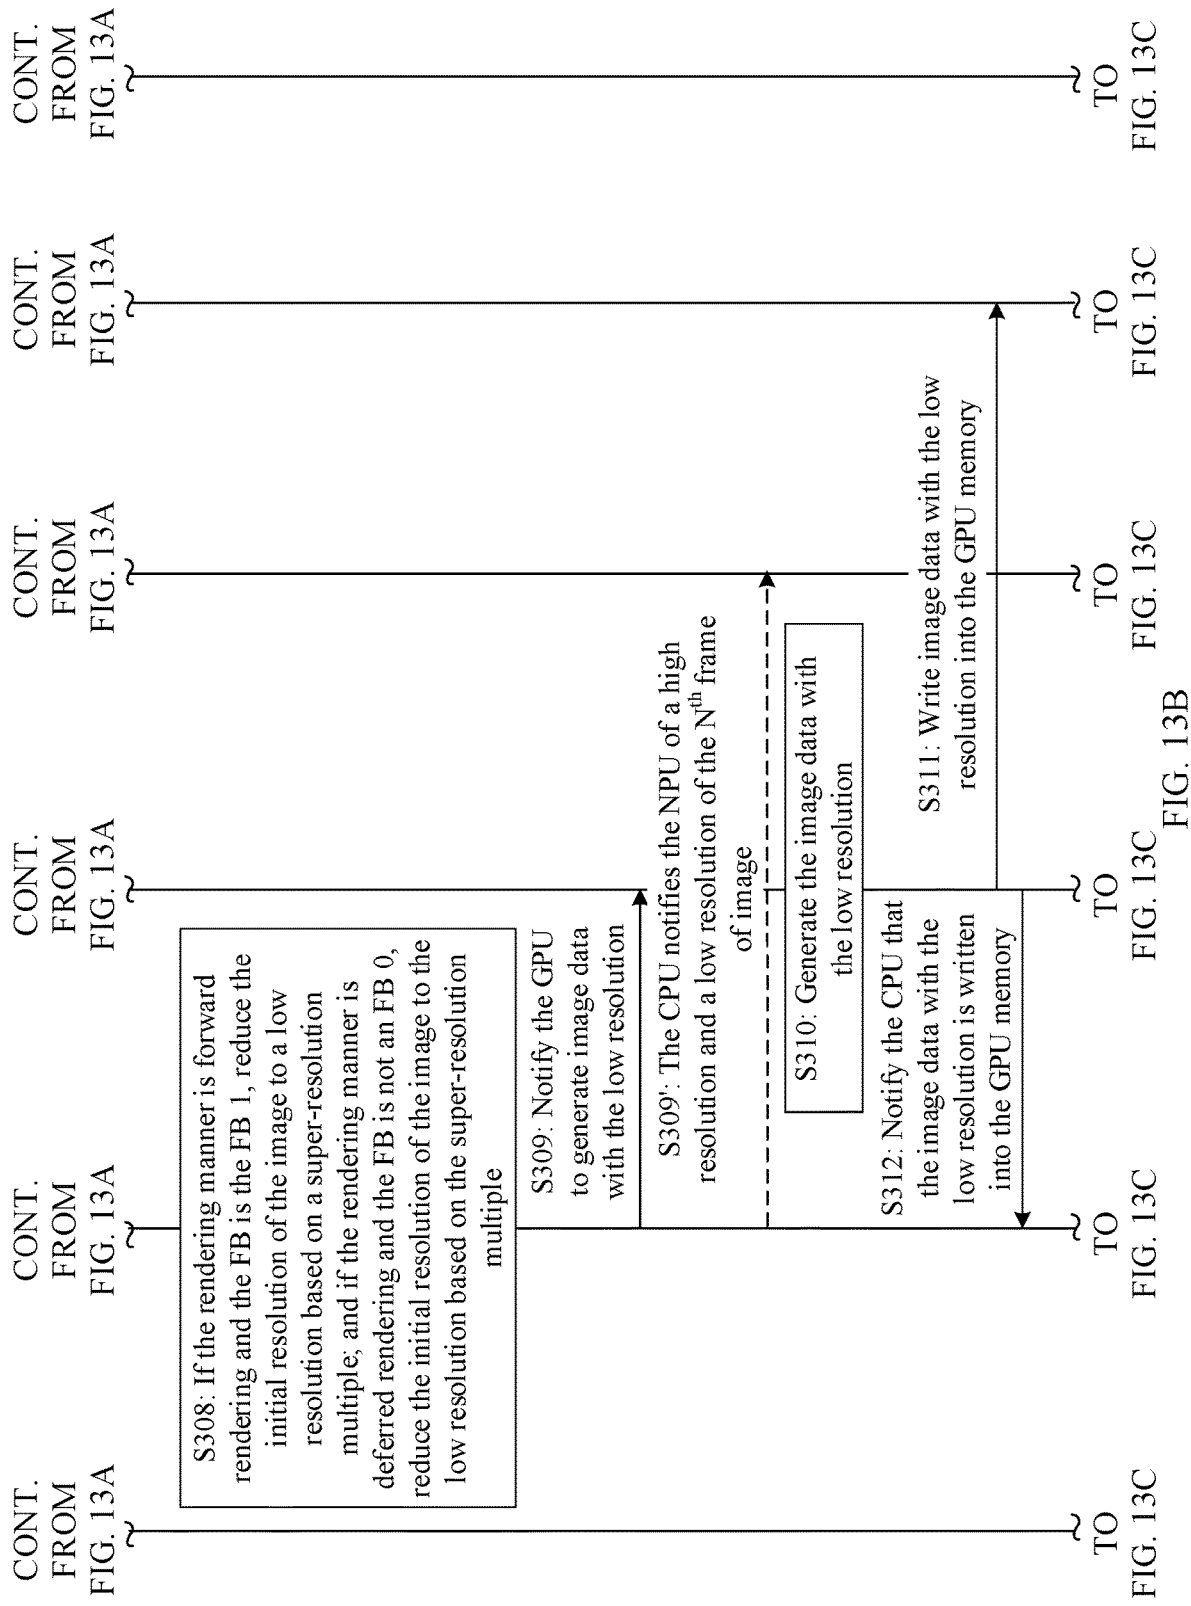 CONT.
FROM
FIG. 13A
CONT.
FROM
FIG. 13A
CONT.
FROM
FIG. 13A
CONT.
FROM
FIG. 13A
CONT.
FROM
FIG. 13A
CONT.
FROM
FIG. 13A
S308: If the rendering manner is forward
rendering and the FB is the FB 1, reduce the
initial resolution of the image to a low
resolution based on a super-resolution
multiple; and if the rendering manner is
deferred rendering and the FB is not an FB 0,
reduce the initial resolution of the image to the
low resolution based on the super-resolution
multiple
S309: Notify the GPU
to generate image data
with the low resolution
S309': The CPU notifies the NPU of a high
resolution and a low resolution of the Nth frame
of image
S310: Generate the image data with
the low resolution
S311: Write image data with the low
resolution into the GPU memory
S312: Notify the CPU that
the image data with the
low resolution is written
into the GPU memory
TO
FIG. 13C
TO
FIG. 13C
TO
FIG. 13C
TO
FIG. 13C
TO
FIG. 13C
TO
FIG. 13C
FIG. 13B